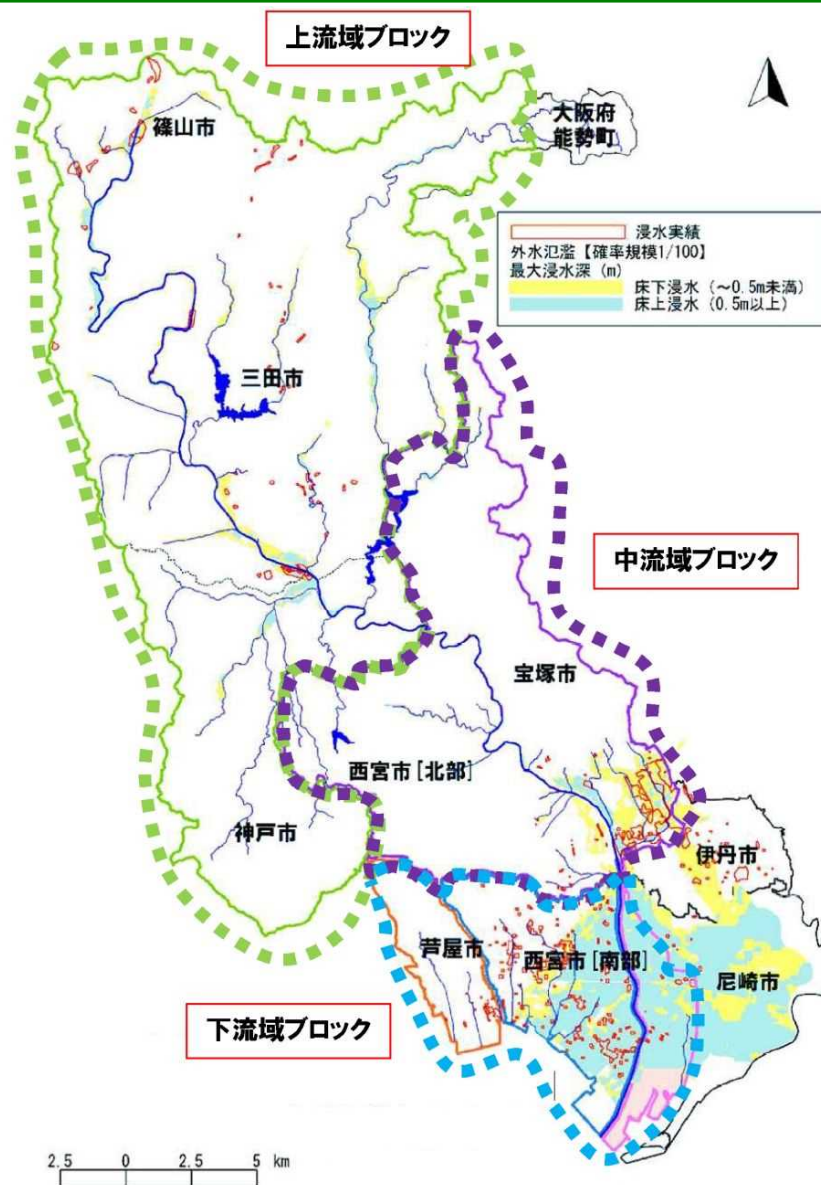 上流域ブロック
大阪府
能勢町
篠山市
浸水実績
外水氾濫【確率規模1/100】
最大浸水深（m）
床下浸水（～0.5m未満）
床上浸水（0.5m以上）
三田市
中流域ブロック
宝塚市
西宮市[北部]
神戸市
伊丹市
芦屋市
西宮市[南部]
尼崎市
下流域ブロック
2.5 0 2.5 5 km